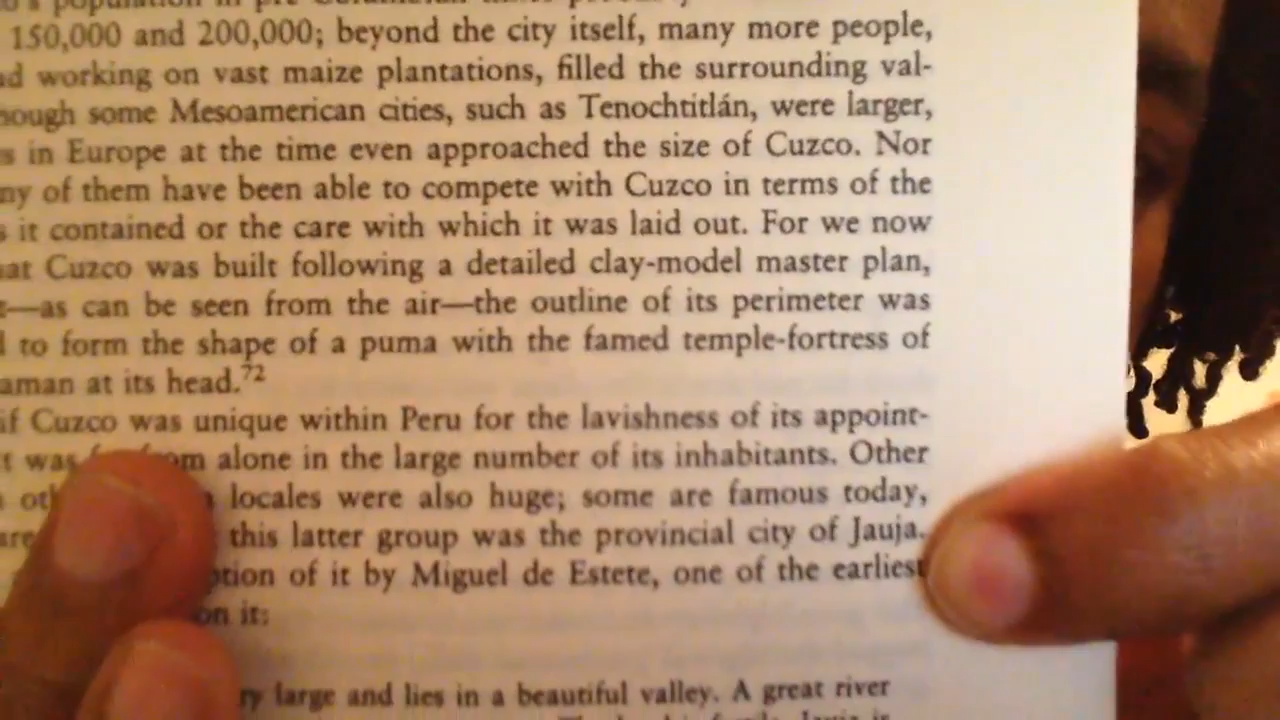 population in pre
150,000 and 200,000; beyond the city itself, many more people,
working on vast maize plantations, filled the surrounding val-
some Mesoamerican cities, such as Tenochtitlán, were larger,
in Europe at the time even approached the size of Cuzco. Nor
of them have been able to compete with Cuzco in terms of the
it contained or the care with which it was laid out. For we now
Cuzco was built following a detailed clay-model master plan,
—as can be seen from the air—the outline of its perimeter was
to form the shape of a puma with the famed temple-fortress of
aman at its head.72
if Cuzco was unique within Peru for the lavishness of its appoint-
was alone in the large number of its inhabitants. Other
locales were also huge; some are famous today,
this latter group was the provincial city of Jauja.
of it by Miguel de Estete, one of the earliest
on it:
large and lies in a beautiful valley. A great river